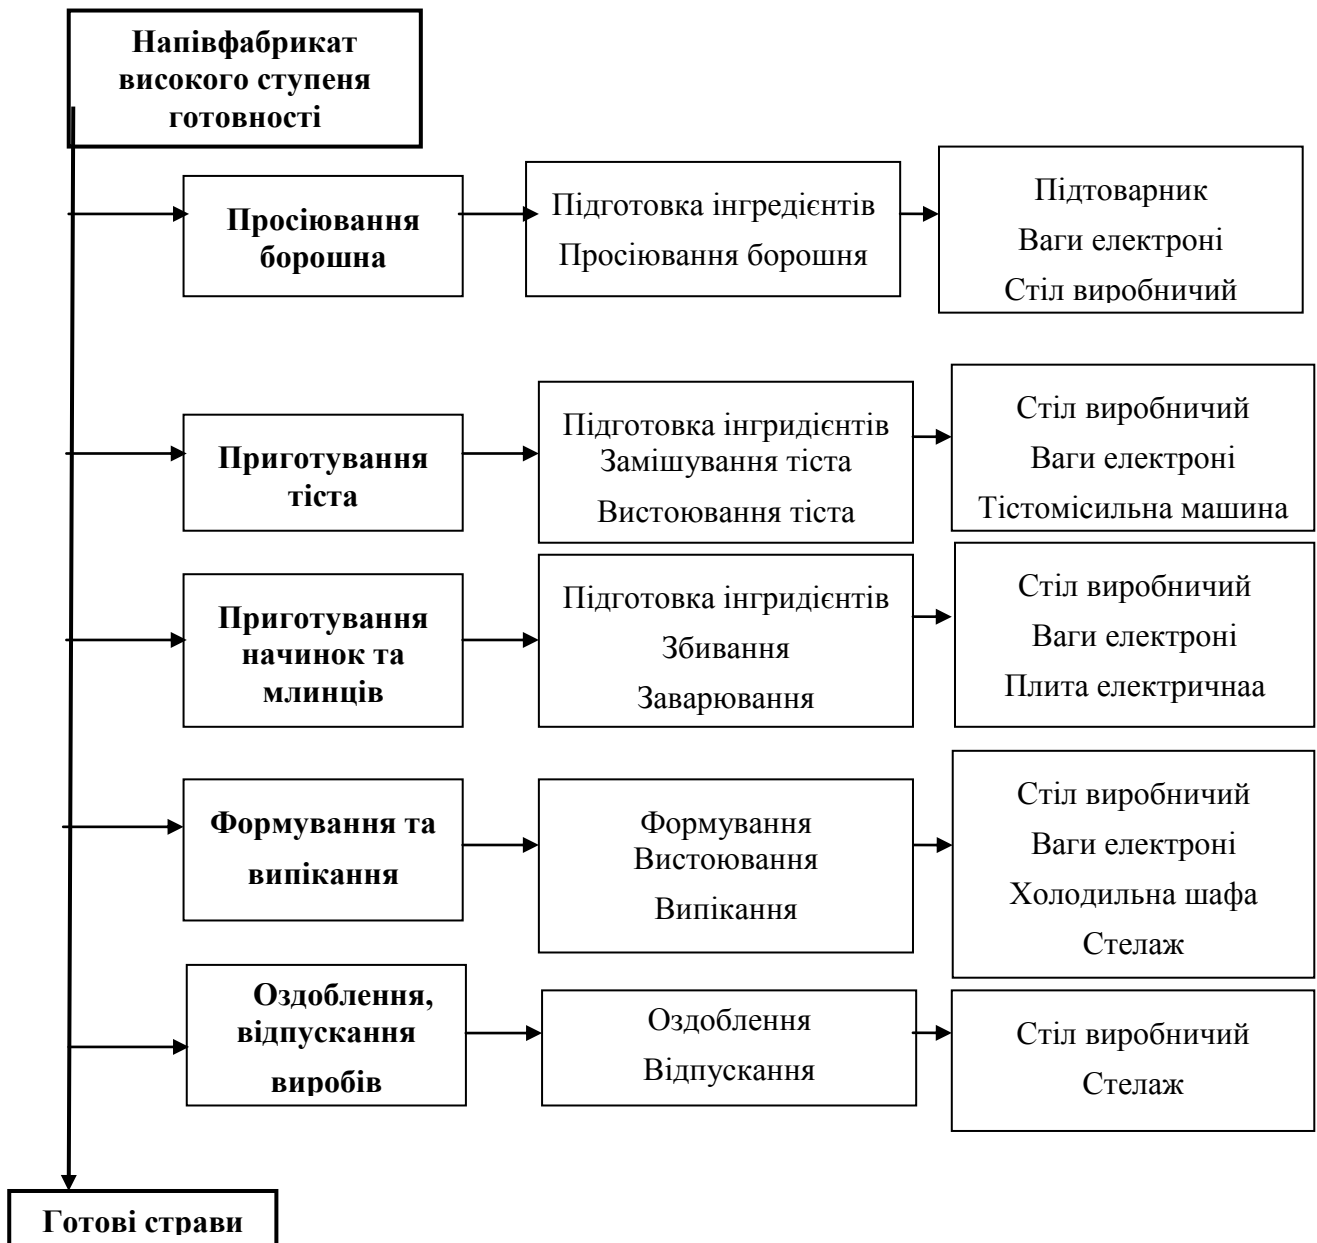 Напівфабрикат
високого ступеня
готовності
Просіювання
борошна
Підготовка інгредієнтів
Просіювання борошня
Підтоварник
Ваги електроні
Стіл виробничий
Приготування
тіста
Підготовка інгридієнтів
Замішування тіста
Вистоювання тіста
Стіл виробничий
Ваги електроні
Тістомісильна машина
Приготування
начинок та
млинців
Підготовка інгридієнтів
Збивання
Заварювання
Стіл виробничий
Ваги електроні
Плита електричнаа
Формування та
випікання
Формування
Вистоювання
Випікання
Стіл виробничий
Ваги електроні
Холодильна шафа
Стелаж
Оздоблення,
відпускання
виробів
Оздоблення
Відпускання
Стіл виробничий
Стелаж
Готові страви